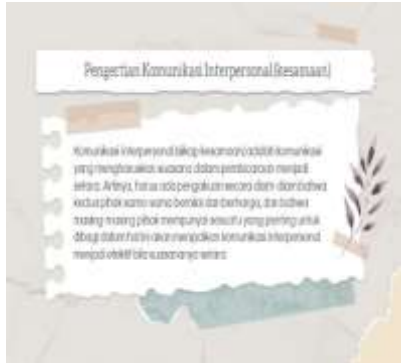 Pengertian Komunikasi Interpersonal (kesamaan)
Komunikasi interpersonal (sikap kesamaan) adalah komunikasi
yang mengharuskan suasana dalam pembicaraan menjadi
setara. Artinya, harus ada pengakuan secara diam-diam bahwa
kedua pihak sama-sama bernilai dan berharga, dan bahwa
masing-masing pihak mempunyai sesuatu yang penting untuk
dibagi dalam hal ini akan menjadikan komunikasi interpersonal
menjadi efektif bila suasananya setara